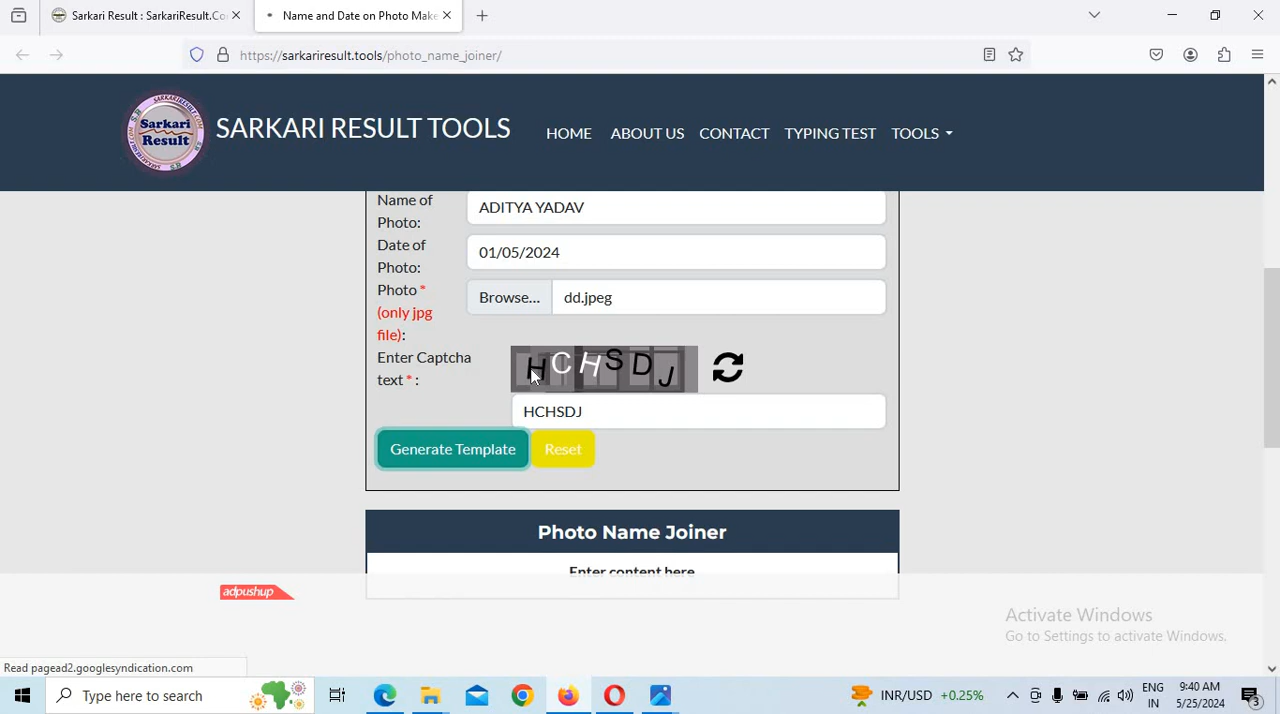 Sarkari Result : SarkariResult.Co
Name and Date on Photo Make
https://sarkariresult.tools/photo_name_joiner/
Sarkari
Result
SARKARI RESULT TOOLS
HOME ABOUT US CONTACT TYPING TEST TOOLS
Name of
Photo:
ADITYA YADAV
Date of
Photo:
01/05/2024
Photo *
(only jpg
file):
Browse... dd.jpeg
Enter Captcha
text * :
HCHSDJ
HCHSDJ
Generate Template Reset
Photo Name Joiner
Enter content here
adpushup
Activate Windows
Go to Settings to activate Windows.
Read pagead2.googlesyndication.com
Type here to search
INR/USD +0.25%
ENG
IN
9:40 AM
5/25/2024
3